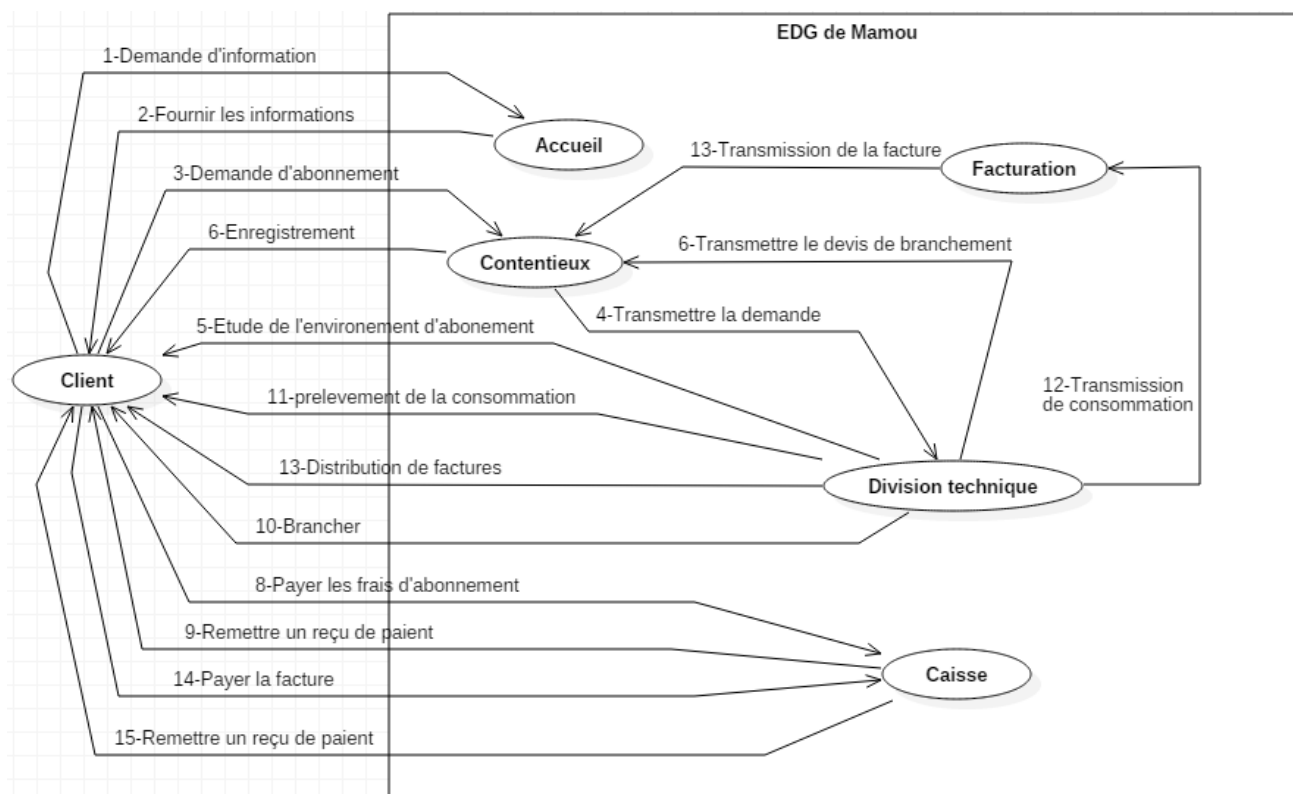 EDG de Mamou
1-Demande d'information
2-Fournir les informations
Accueil
13-Transmission de la facture
Facturation
3-Demande d'abonnement
6-Enregistrement
Contentieux
6-Transmettre le devis de branchement
4-Transmettre la demande
5-Etude de l'environement d'abonement
Client
11-prelevement de la consommation
12-Transmission
de consommation
13-Distribution de factures
Division technique
10-Brancher
8-Payer les frais d'abonnement
9-Remettre un reçu de paient
14-Payer la facture
Caisse
15-Remettre un reçu de paient